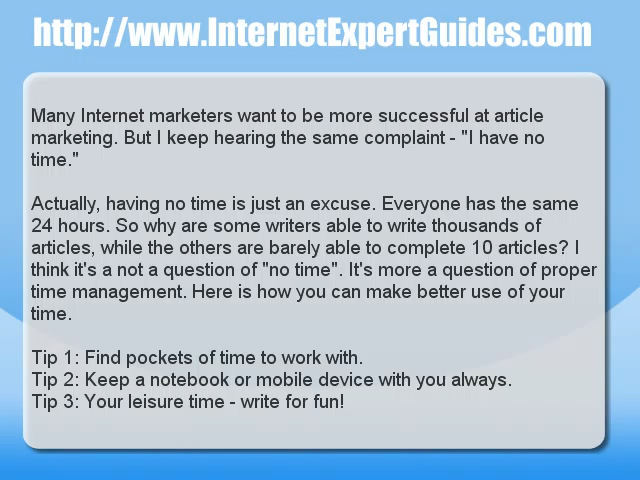 http://www.InternetExpertGuides.com
Many Internet marketers want to be more successful at article
marketing. But I keep hearing the same complaint - "I have no
time."
Actually, having no time is just an excuse. Everyone has the same
24 hours. So why are some writers able to write thousands of
articles, while the others are barely able to complete 10 articles? I
think it's a not a question of "no time". It's more a question of proper
time management. Here is how you can make better use of your
time.
Tip 1: Find pockets of time to work with.
Tip 2: Keep a notebook or mobile device with you always.
Tip 3: Your leisure time - write for fun!